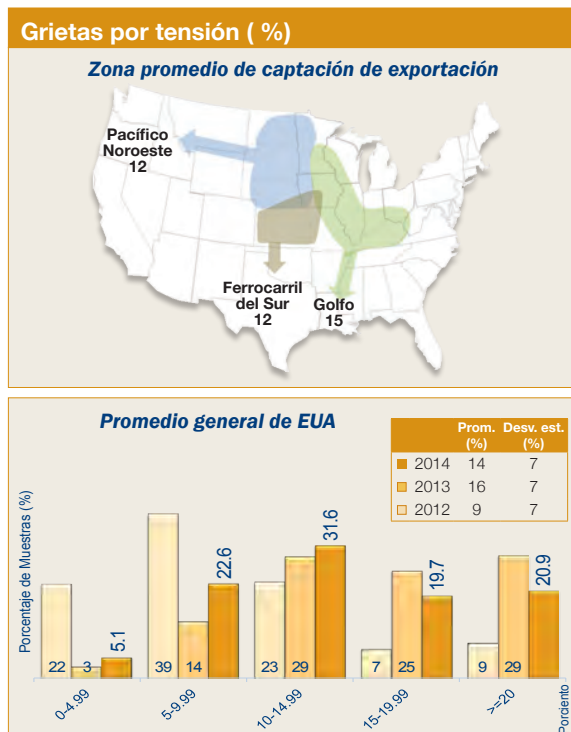 Grietas por tensión ( %)
Zona promedio de captación de exportación
Pacífico
Noroeste
12
Ferrocarril
del Sur
12
Golfo
15
Promedio general de EUA
Prom. Desv. est.
(%) (%)
2014 14 7
2013 16 7
2012 9 7
Porcentaje de Muestras (%)
22 3 5.1
39 14 22.6
23 29 31.6
7 25 19.7
9 29 20.9
0-4.99 5-9.99 10-14.99 15-19.99 >=20
Porciento